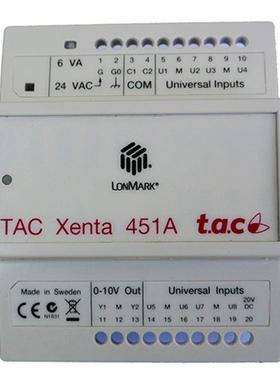 6 VA
1 2 3 4 5 6 7 8 9 10
24 VAC
G G0 C1 C2 U1 M U2 U3 M U4
COM Universal Inputs
LONMARK®
TAC Xenta 451A t.a.c
Made in Sweden
0-10V Out Universal Inputs
CE N1831
Y1 M Y2 U5 M U6 U7 M U8 20V DC
11 12 13 14 15 16 17 18 19 20